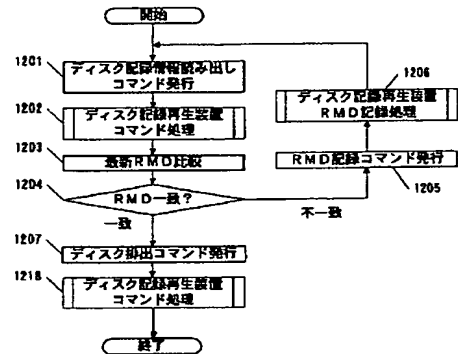 開始
1201
ディスク記録情報読み出し
コマンド発行
1202
ディスク記録再生装置
コマンド処理
1203
最新RMD比較
1204
RMD一致？
一致
不一致
1206
ディスク記録再生装置
RMD記録処理
RMD記録コマンド発行
1205
1207
ディスク排出コマンド発行
1218
ディスク記録再生装置
コマンド処理
終了